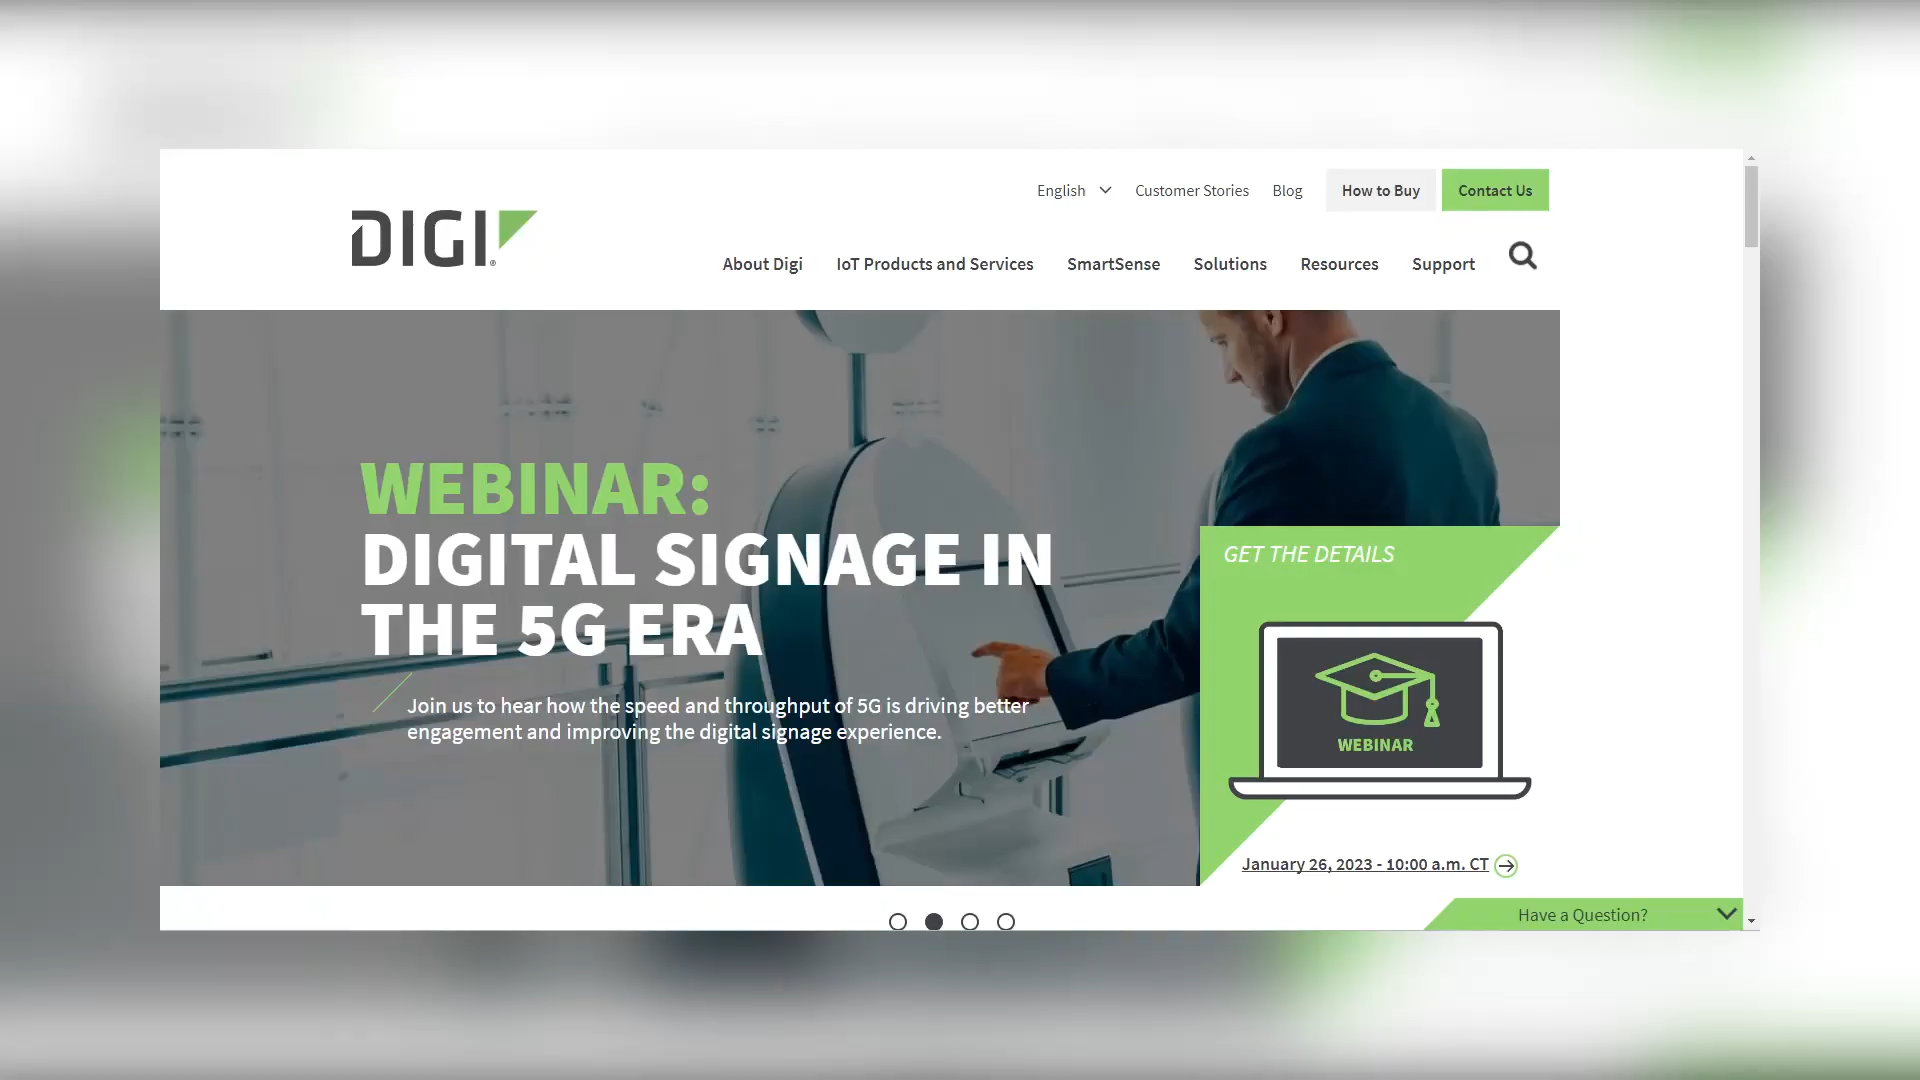 English
Customer Stories
Blog
How to Buy
Contact Us
DIGI®
About Digi
IoT Products and Services
SmartSense
Solutions
Resources
Support
WEBINAR:
DIGITAL SIGNAGE IN
THE 5G ERA
Join us to hear how the speed and throughput of 5G is driving better
engagement and improving the digital signage experience.
GET THE DETAILS
WEBINAR
January 26, 2023 - 10:00 a.m. CT
Have a Question?